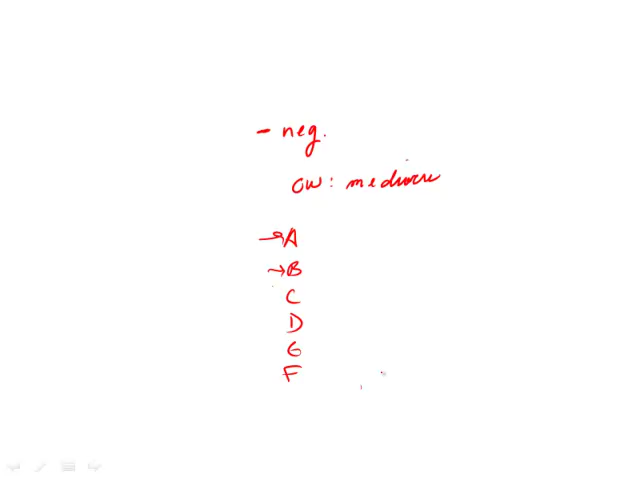 - neg.
OW: mediocre
→ A
→ B
C
D
E
F